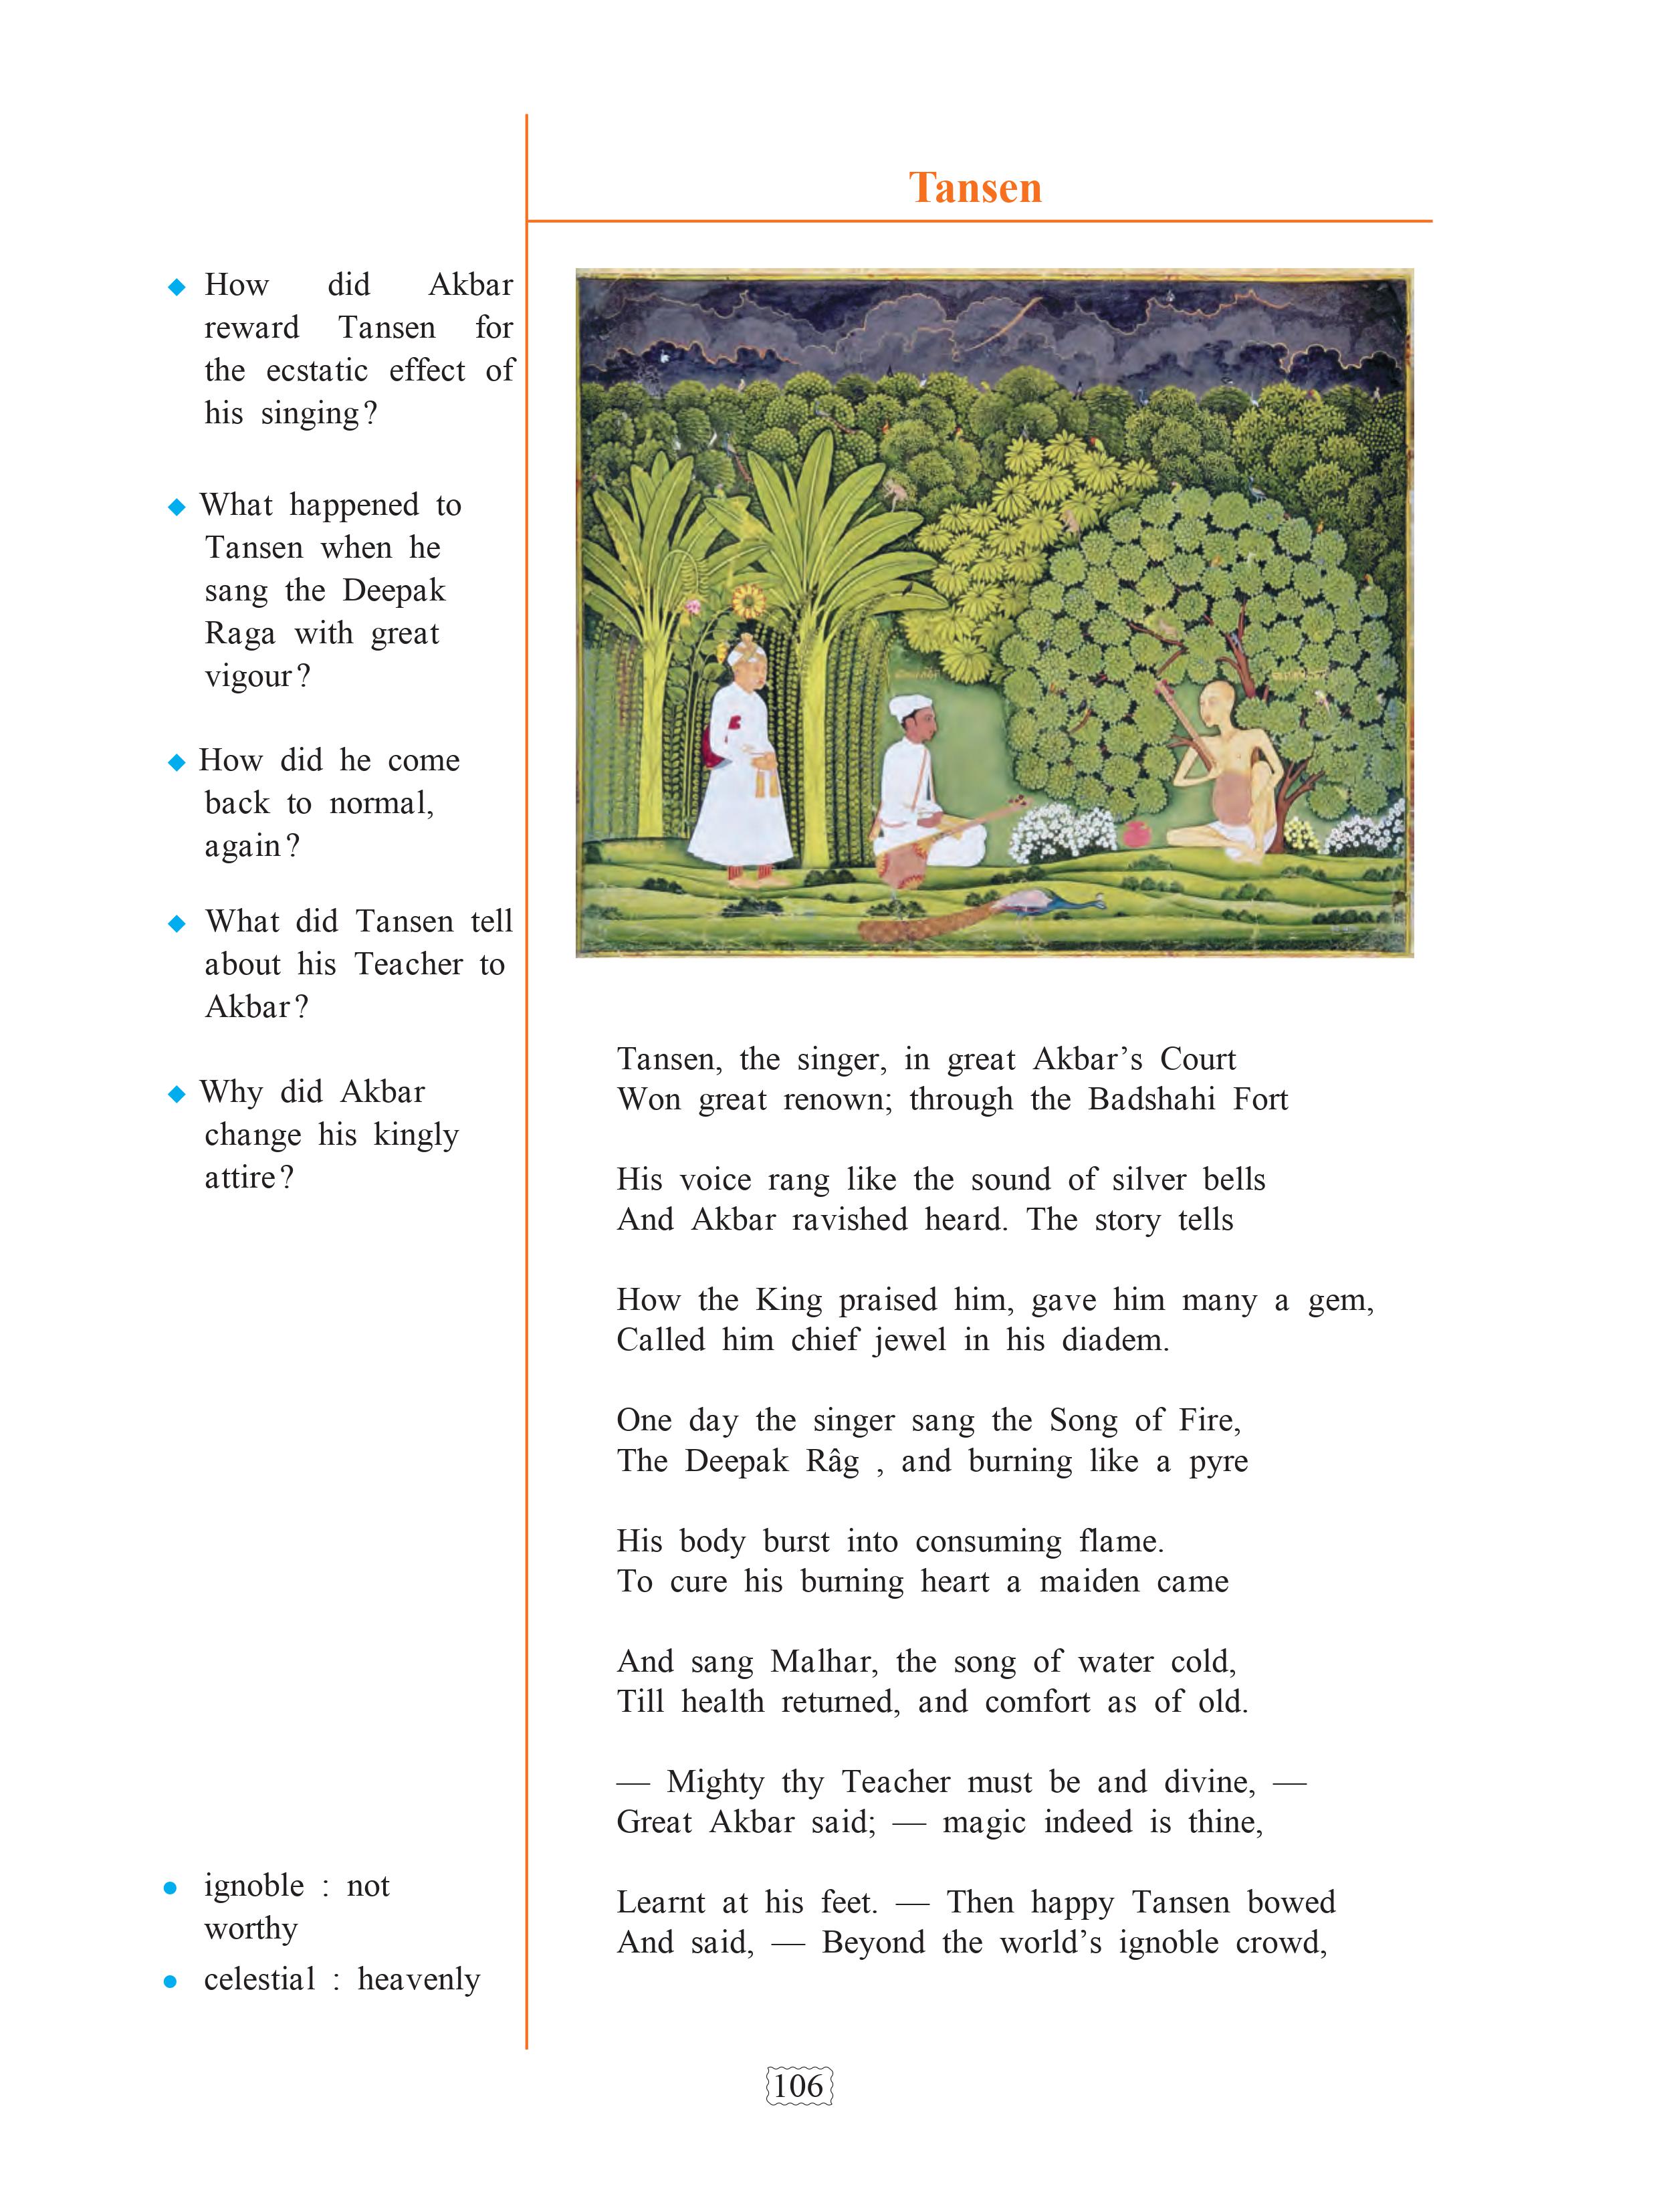 Tansen
How did Akbar
reward Tansen for
the ecstatic effect of
his singing?
What happened to
Tansen when he
sang the Deepak
Raga with great
vigour?
How did he come
back to normal,
again?
What did Tansen tell
about his Teacher to
Akbar?
Why did Akbar
change his kingly
attire?
ignoble : not
worthy
celestial : heavenly
Tansen, the singer, in great Akbar’s Court
Won great renown; through the Badshahi Fort
His voice rang like the sound of silver bells
And Akbar ravished heard. The story tells
How the King praised him, gave him many a gem,
Called him chief jewel in his diadem.
One day the singer sang the Song of Fire,
The Deepak Râg , and burning like a pyre
His body burst into consuming flame.
To cure his burning heart a maiden came
And sang Malhar, the song of water cold,
Till health returned, and comfort as of old.
— Mighty thy Teacher must be and divine, —
Great Akbar said; — magic indeed is thine,
Learnt at his feet. — Then happy Tansen bowed
And said, — Beyond the world’s ignoble crowd,
106